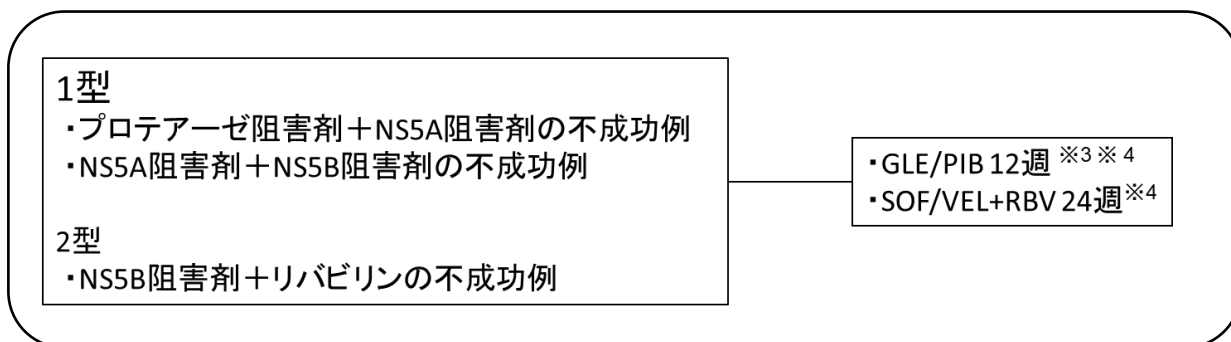 1型
・プロテアーゼ阻害剤＋NS5A阻害剤の不成功例
・NS5A阻害剤＋NS5B阻害剤の不成功例
2型
・NS5B阻害剤＋リバビリンの不成功例
・GLE/PIB 12週 ※3 ※ 4
・SOF/VEL+RBV 24週※4